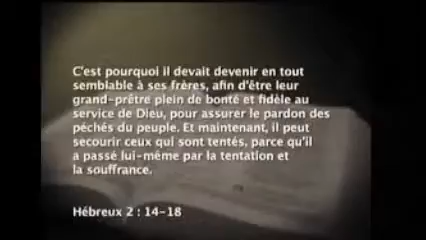 C'est pourquoi il devait devenir en tout
semblable à ses frères, afin d'être leur
grand-prêtre plein de bonté et fidèle au
service de Dieu, pour assurer le pardon des
péchés du peuple. Et maintenant, il peut
secourir ceux qui sont tentés, parce qu'il
a passé lui-même par la tentation et
la souffrance.
Hébreux 2 : 14-18